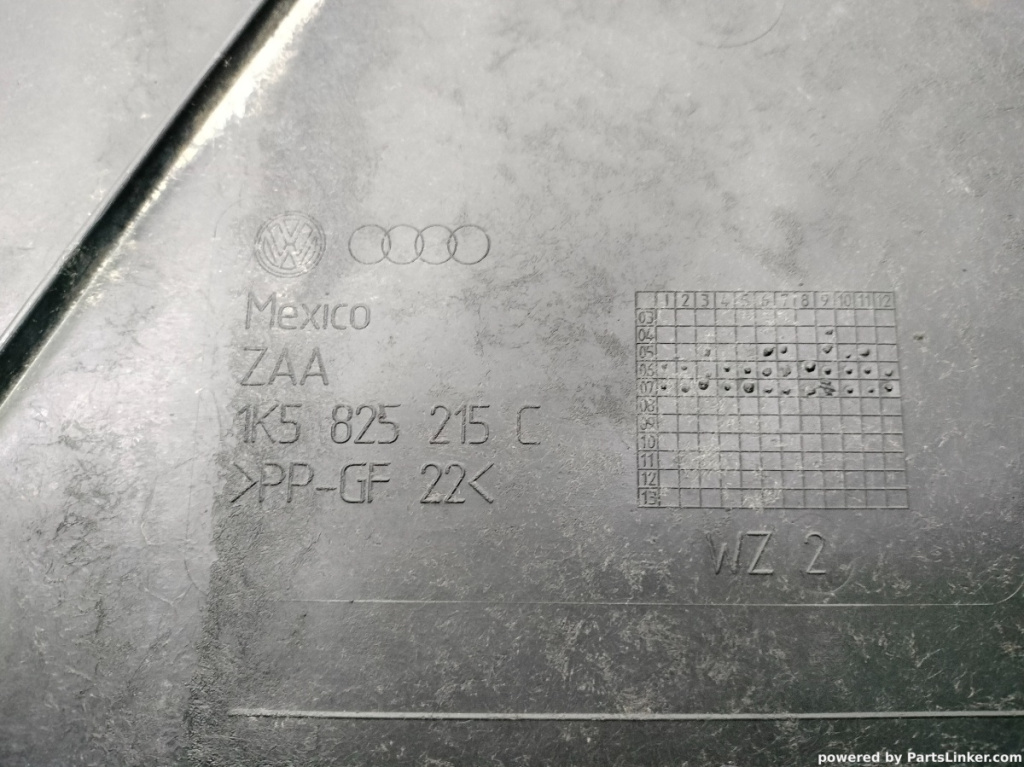 VW
Mexico
ZAA
1K5 825 215 C
>PP-GF 22<
1 2 3 4 5 6 7 8 9 10 11 12
03
04
05
06
07
08
09
10
11
12
13
WZ 2
powered by PartsLinker.com